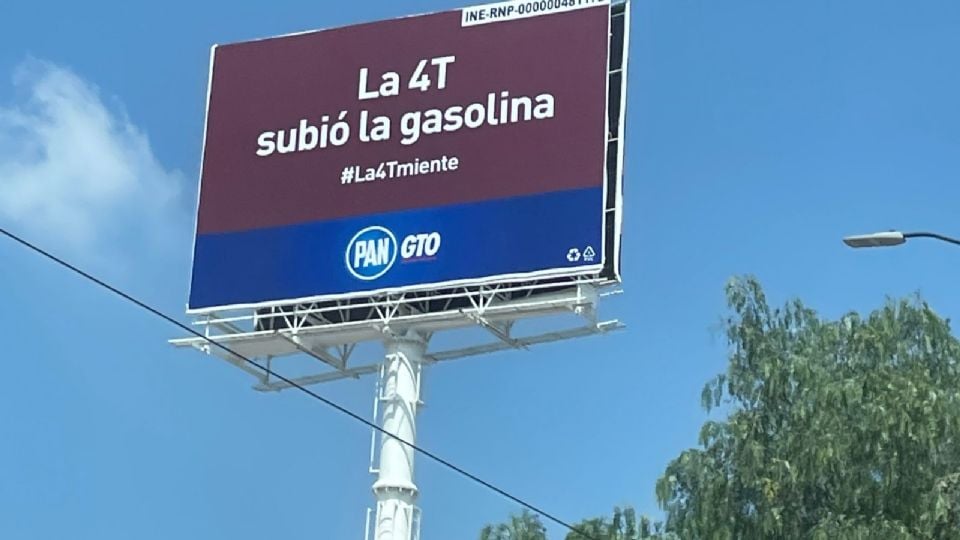 La 4T
subió la gasolina
#La4Tmiente
PAN GTO